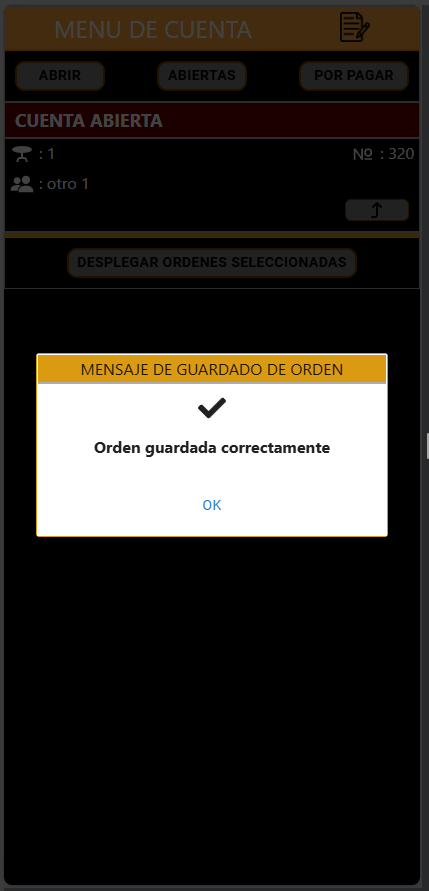 MENU DE CUENTA
ABRIR ABIERTAS POR PAGAR
CUENTA ABIERTA
: 1 Nº : 320
: otro 1
DESPLEGAR ORDENES SELECCIONADAS
MENSAJE DE GUARDADO DE ORDEN
Orden guardada correctamente
OK